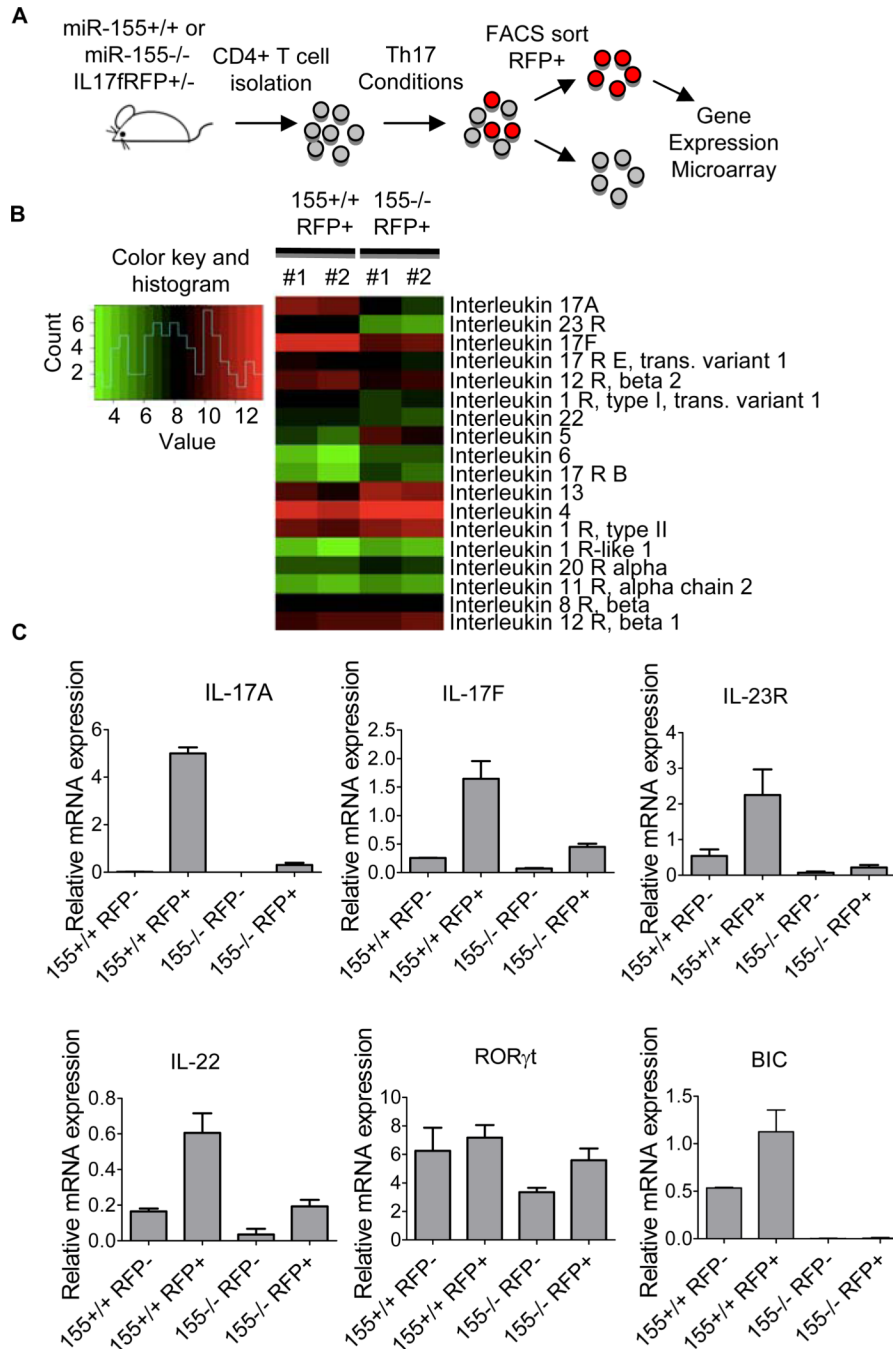 A
miR-155+/+ or
miR-155-/-
IL17fRFP+/-
CD4+ T cell
isolation
Th17
Conditions
FACS sort
RFP+
Gene
Expression
Microarray
B
155+/+ 155-/-
RFP+ RFP+
#1 #2 #1 #2
Color key and
histogram
Count
6
4
2
4 6 8 10 12
Value
Interleukin 17A
Interleukin 23 R
Interleukin 17F
Interleukin 17 R E, trans. variant 1
Interleukin 12 R, beta 2
Interleukin 1 R, type I, trans. variant 1
Interleukin 22
Interleukin 5
Interleukin 6
Interleukin 17 R B
Interleukin 13
Interleukin 4
Interleukin 1 R, type II
Interleukin 1 R-like 1
Interleukin 20 R alpha
Interleukin 11 R, alpha chain 2
Interleukin 8 R, beta
Interleukin 12 R, beta 1
C
IL-17A
Relative mRNA expression
6
4
2
0
155+/+ RFP-
155+/+ RFP+
155-/- RFP-
155-/- RFP+
IL-17F
Relative mRNA expression
2.5
2.0
1.5
1.0
0.5
0.0
155+/+ RFP-
155+/+ RFP+
155-/- RFP-
155-/- RFP+
IL-23R
Relative mRNA expression
4
3
2
1
0
155+/+ RFP-
155+/+ RFP+
155-/- RFP-
155-/- RFP+
IL-22
Relative mRNA expression
0.8
0.6
0.4
0.2
0.0
155+/+ RFP-
155+/+ RFP+
155-/- RFP-
155-/- RFP+
RORγt
Relative mRNA expression
10
8
6
4
2
0
155+/+ RFP-
155+/+ RFP+
155-/- RFP-
155-/- RFP+
BIC
Relative mRNA expression
1.5
1.0
0.5
0.0
155+/+ RFP-
155+/+ RFP+
155-/- RFP-
155-/- RFP+